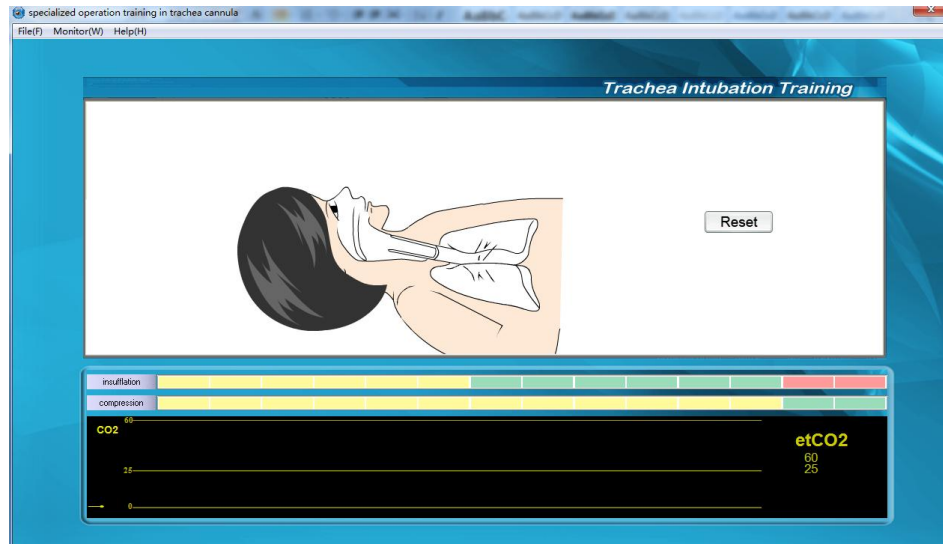 specialized operation training in trachea cannula
File(F) Monitor(W) Help(H)
Trachea Intubation Training
Reset
insufflation
compression
CO2
60
25
0
etCO2
60
25